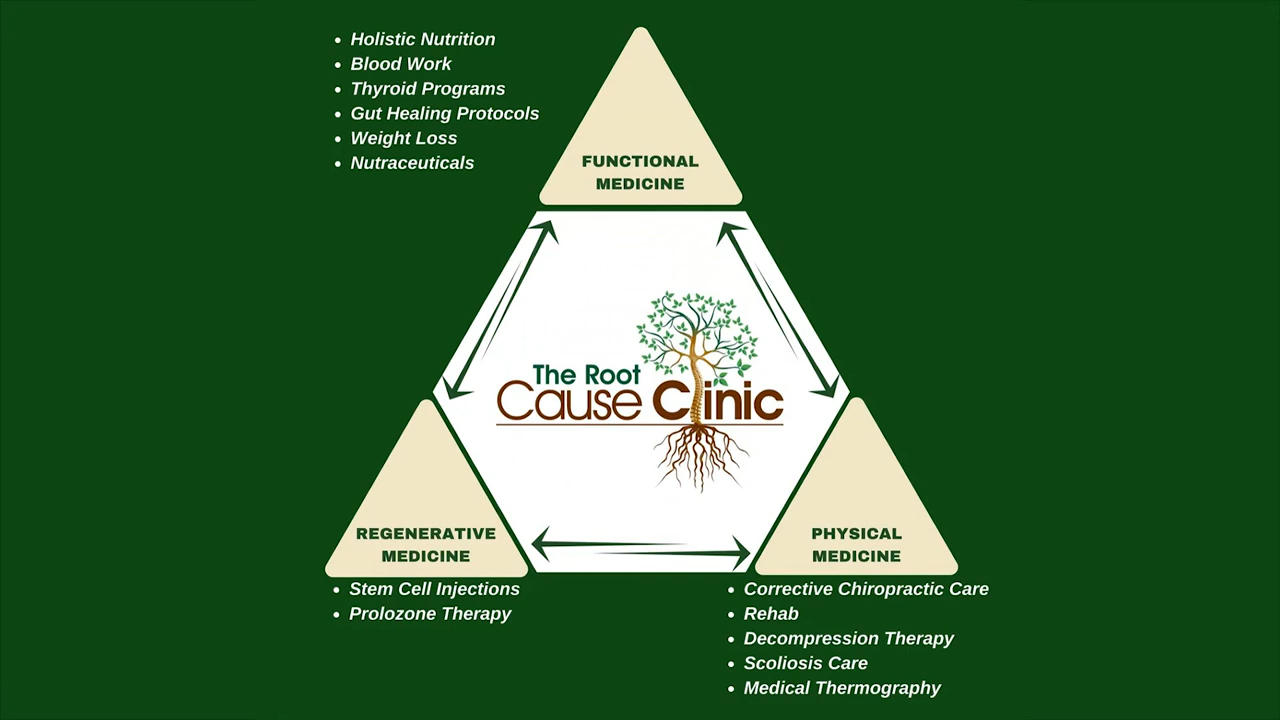 Holistic Nutrition
Blood Work
Thyroid Programs
Gut Healing Protocols
Weight Loss
Nutraceuticals
FUNCTIONAL
MEDICINE
The Root
Cause Clinic
REGENERATIVE
MEDICINE
Stem Cell Injections
Prolozone Therapy
PHYSICAL
MEDICINE
Corrective Chiropractic Care
Rehab
Decompression Therapy
Scoliosis Care
Medical Thermography